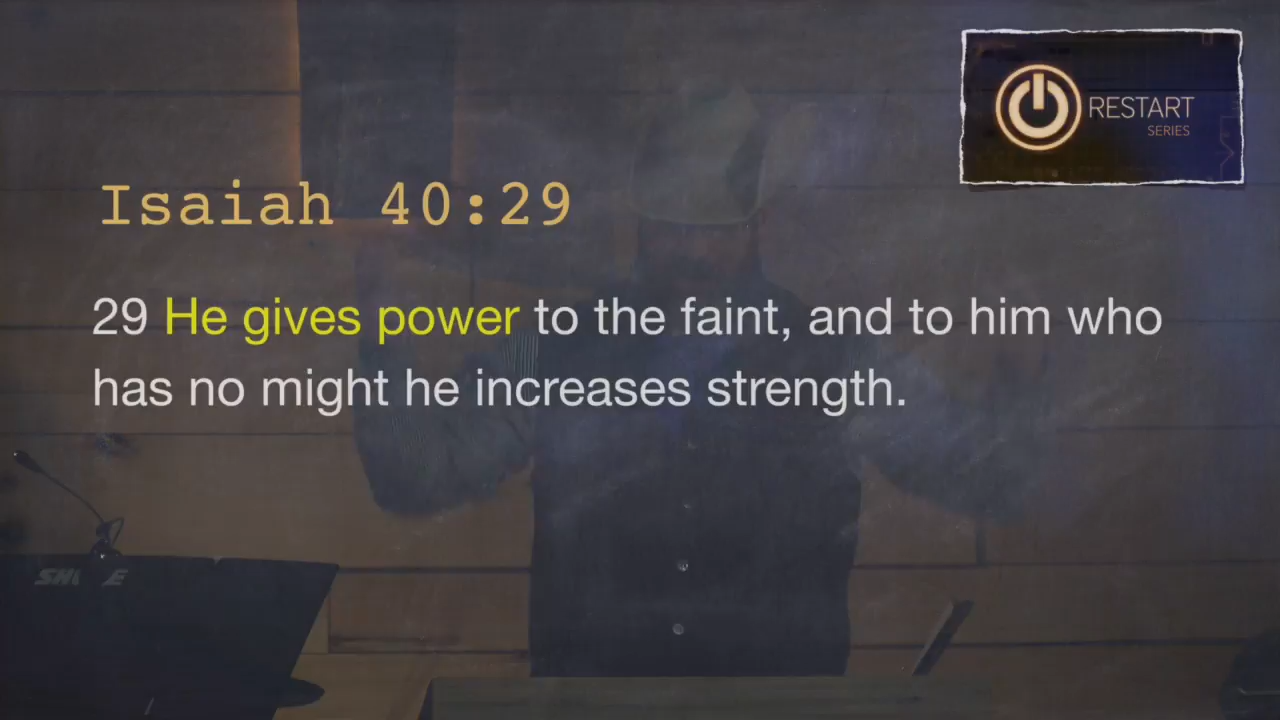 RESTART
SERIES
Isaiah 40:29
29 He gives power to the faint, and to him who
has no might he increases strength.